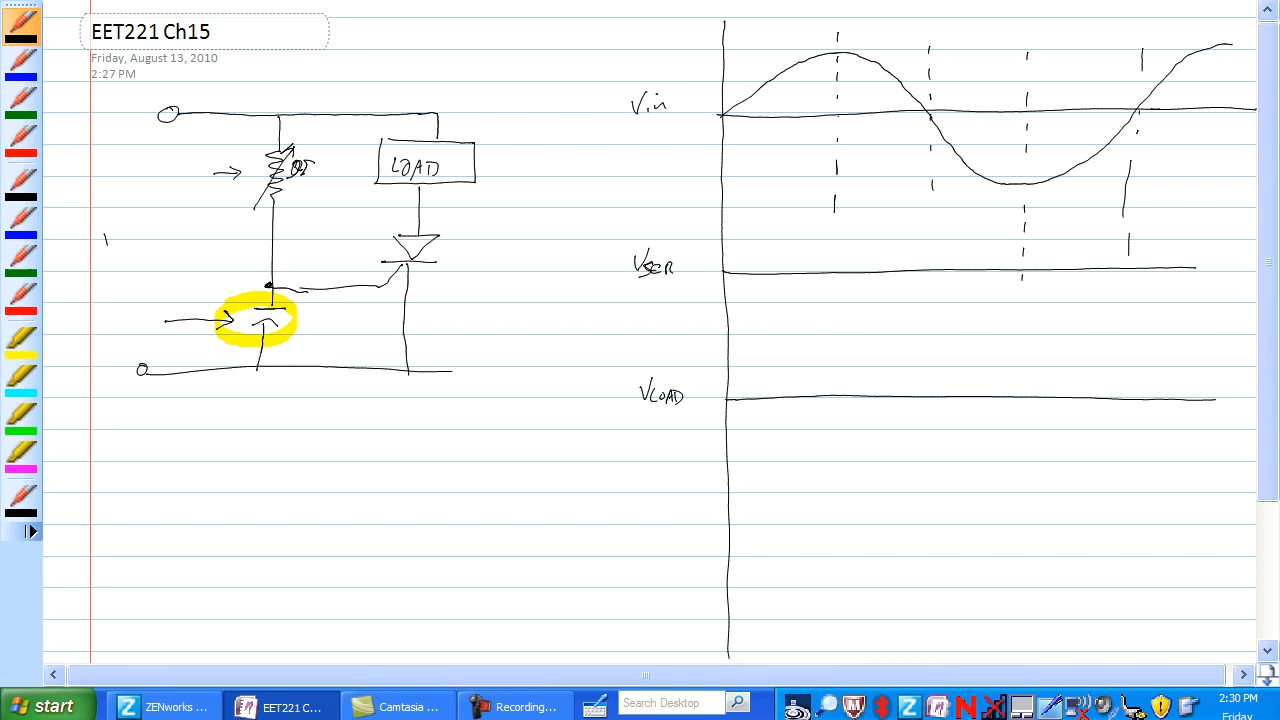 EET221 Ch15
Friday, August 13, 2010
2:27 PM
Vin
LOAD
VSCR
VLOAD
start
ZENworks ...
EET221 C...
Camtasia ...
Recording...
Search Desktop
2:30 PM
Friday